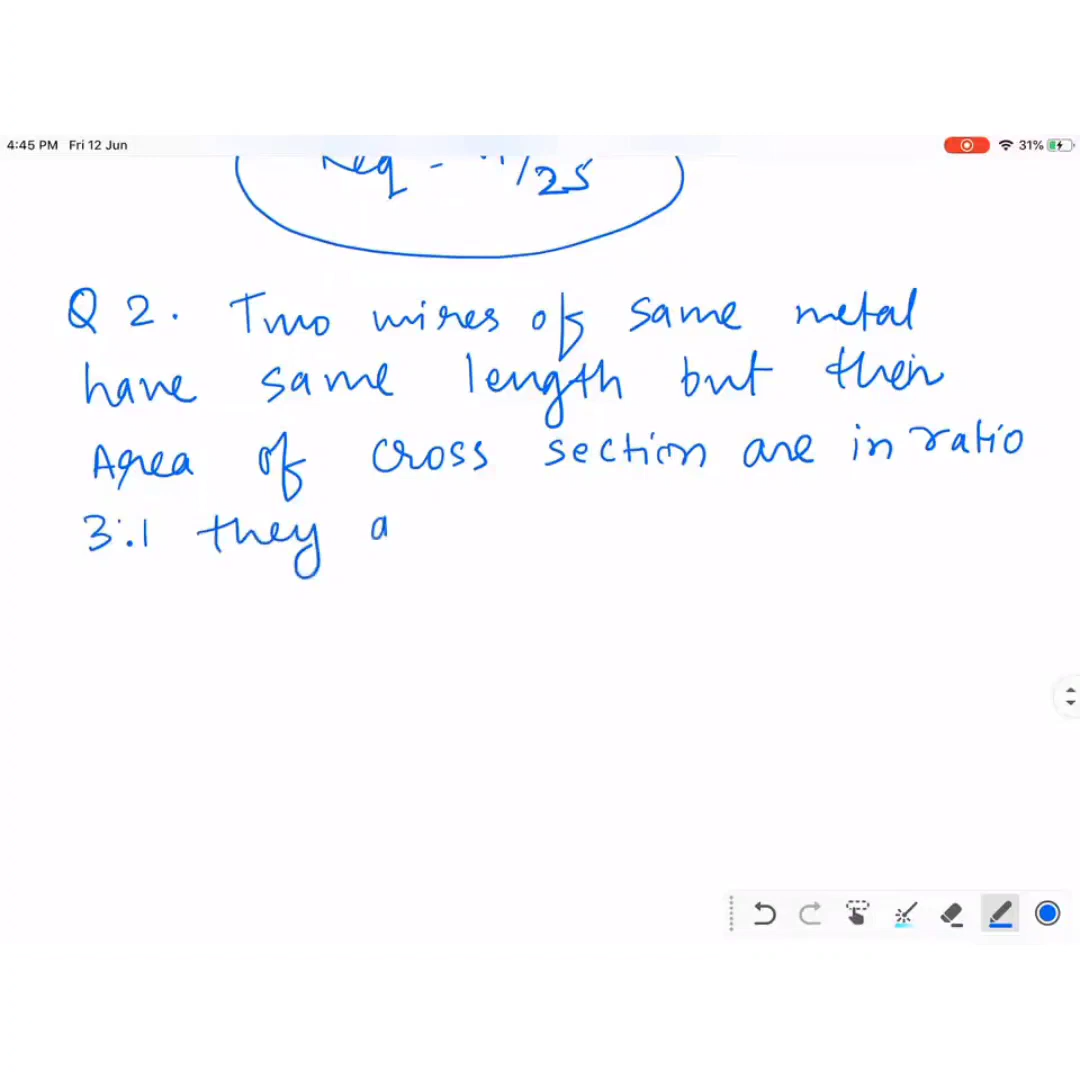 4:45 PM Fri 12 Jun
31%
Req = /25
Q 2. Two wires of same metal
have same length but their
Area of cross section are in ratio
3:1 they a